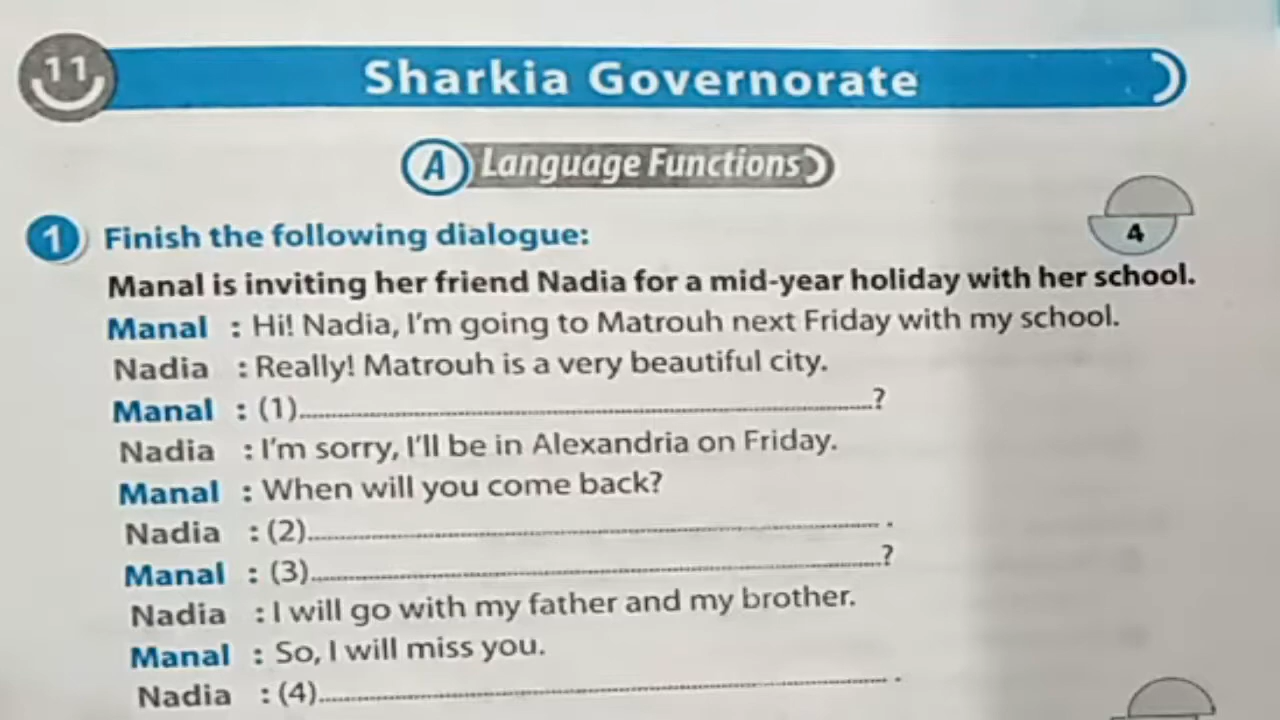 11
Sharkia Governorate
A Language Functions
1 Finish the following dialogue:
4
Manal is inviting her friend Nadia for a mid-year holiday with her school.
Manal : Hi! Nadia, I'm going to Matrouh next Friday with my school.
Nadia : Really! Matrouh is a very beautiful city.
Manal : (1)..............................?
Nadia : I'm sorry, I'll be in Alexandria on Friday.
Manal : When will you come back?
Nadia : (2).............................. .
Manal : (3)..............................?
Nadia : I will go with my father and my brother.
Manal : So, I will miss you.
Nadia : (4).............................. .